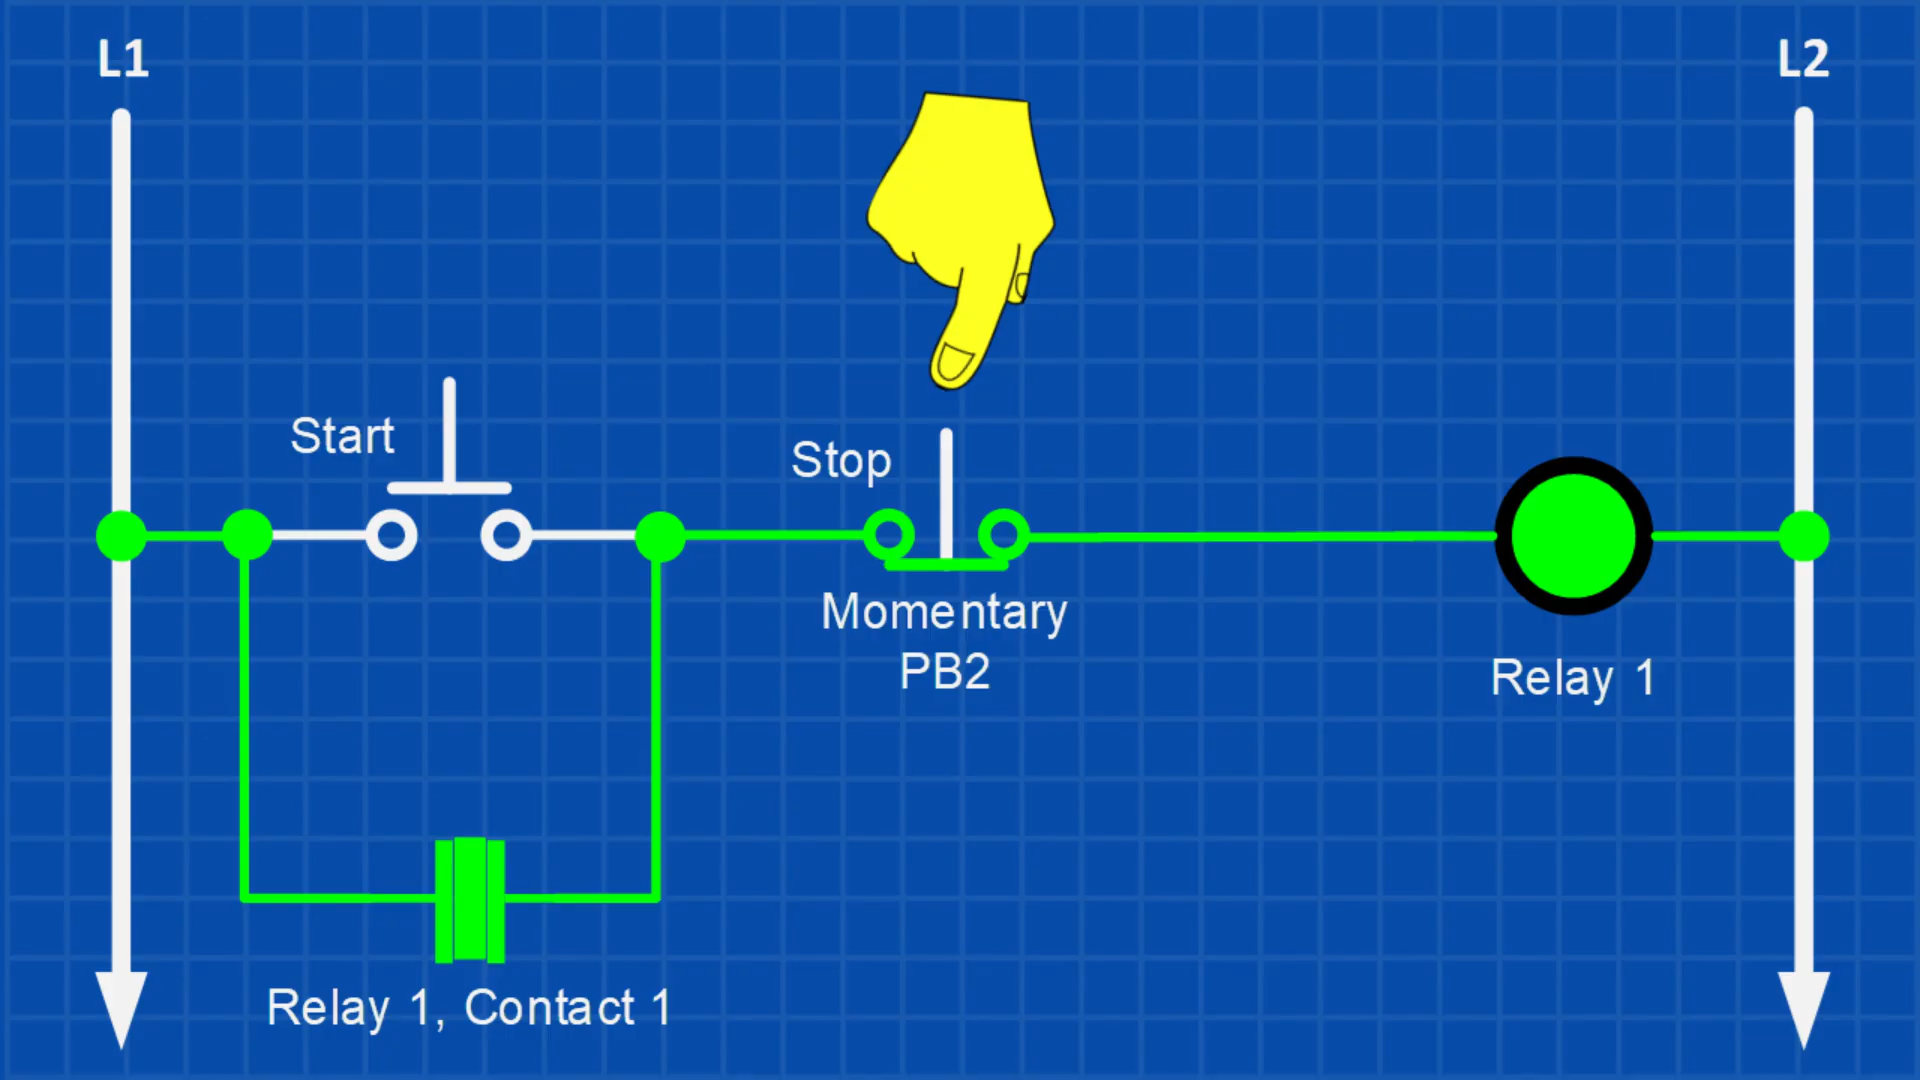 L1
L2
Start
Stop
Momentary
PB2
Relay 1
Relay 1, Contact 1